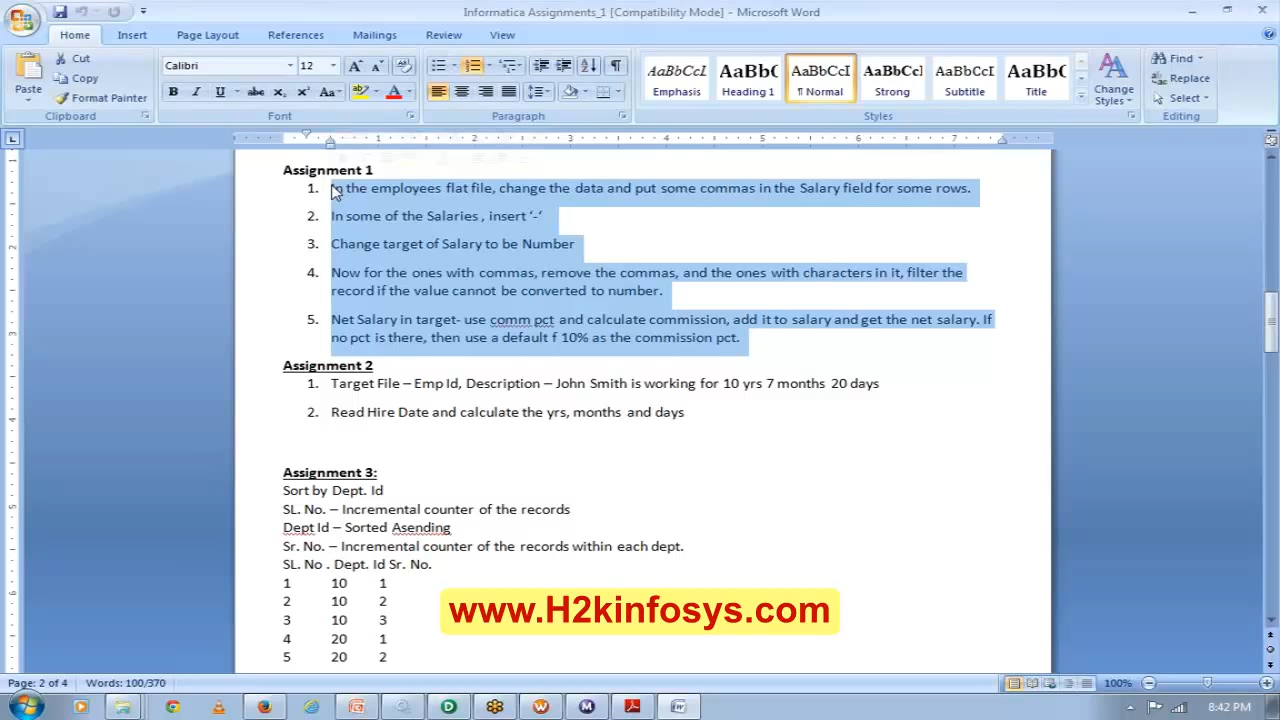 Informatica Assignments_1 [Compatibility Mode] - Microsoft Word
Home Insert Page Layout References Mailings Review View
Paste Cut Copy Format Painter Clipboard
Calibri 12 Font
Paragraph
AaBbCcI Emphasis AaBbC Heading 1 AaBbCcI ¶ Normal AaBbCcI Strong AaBbCcI Subtitle AaBbC Title Change Styles Styles
Find Replace Select Editing
1 2 3 4 5 6 7
Assignment 1
1. In the employees flat file, change the data and put some commas in the Salary field for some rows.
2. In some of the Salaries , insert ‘-‘
3. Change target of Salary to be Number
4. Now for the ones with commas, remove the commas, and the ones with characters in it, filter the
record if the value cannot be converted to number.
5. Net Salary in target- use comm pct and calculate commission, add it to salary and get the net salary. If
no pct is there, then use a default f 10% as the commission pct.
Assignment 2
1. Target File – Emp Id, Description – John Smith is working for 10 yrs 7 months 20 days
2. Read Hire Date and calculate the yrs, months and days
Assignment 3:
Sort by Dept. Id
SL. No. – Incremental counter of the records
Dept Id – Sorted Asending
Sr. No. – Incremental counter of the records within each dept.
SL. No . Dept. Id Sr. No.
1 10 1
2 10 2
3 10 3
4 20 1
5 20 2
www.H2kinfosys.com
Page: 2 of 4 Words: 100/370 100%
8:42 PM